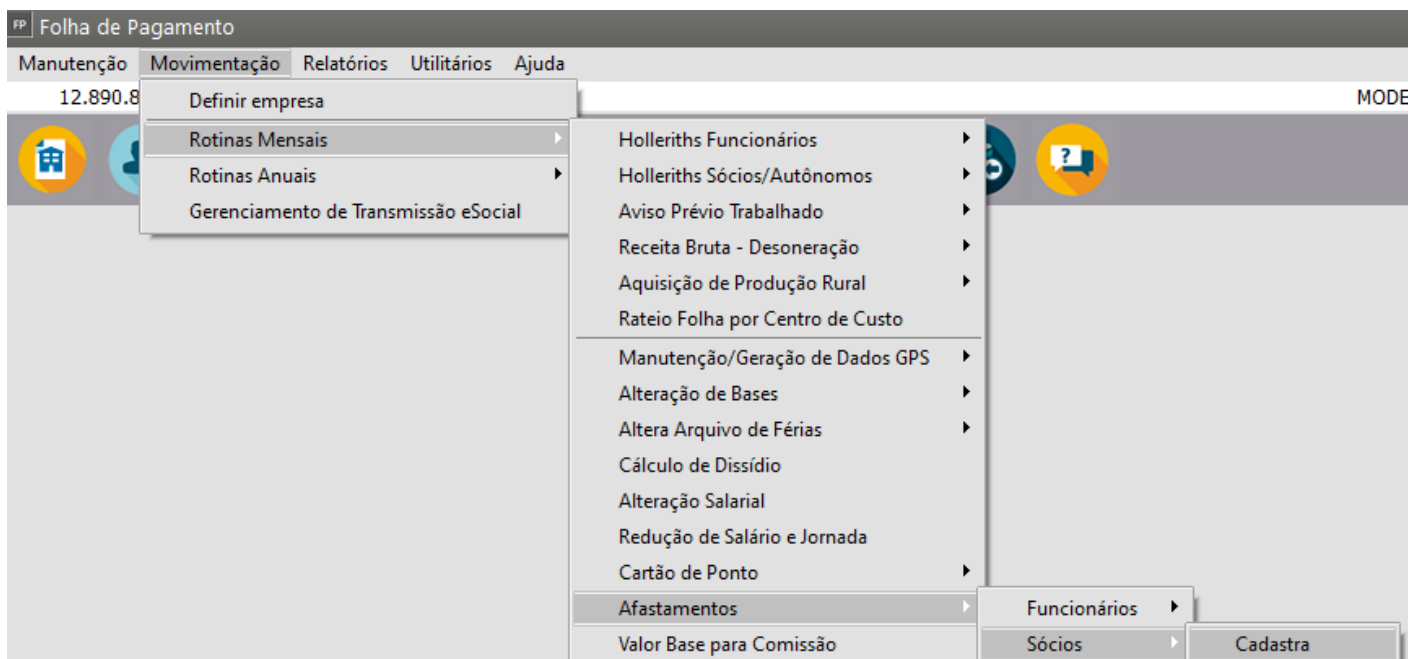 FP Folha de Pagamento
Manutenção Movimentação Relatórios Utilitários Ajuda
12.890.8
MODE
Definir empresa
Rotinas Mensais
Rotinas Anuais
Gerenciamento de Transmissão eSocial
Holleriths Funcionários
Holleriths Sócios/Autônomos
Aviso Prévio Trabalhado
Receita Bruta - Desoneração
Aquisição de Produção Rural
Rateio Folha por Centro de Custo
Manutenção/Geração de Dados GPS
Alteração de Bases
Altera Arquivo de Férias
Cálculo de Dissídio
Alteração Salarial
Redução de Salário e Jornada
Cartão de Ponto
Afastamentos
Valor Base para Comissão
Funcionários
Sócios
Cadastra
?